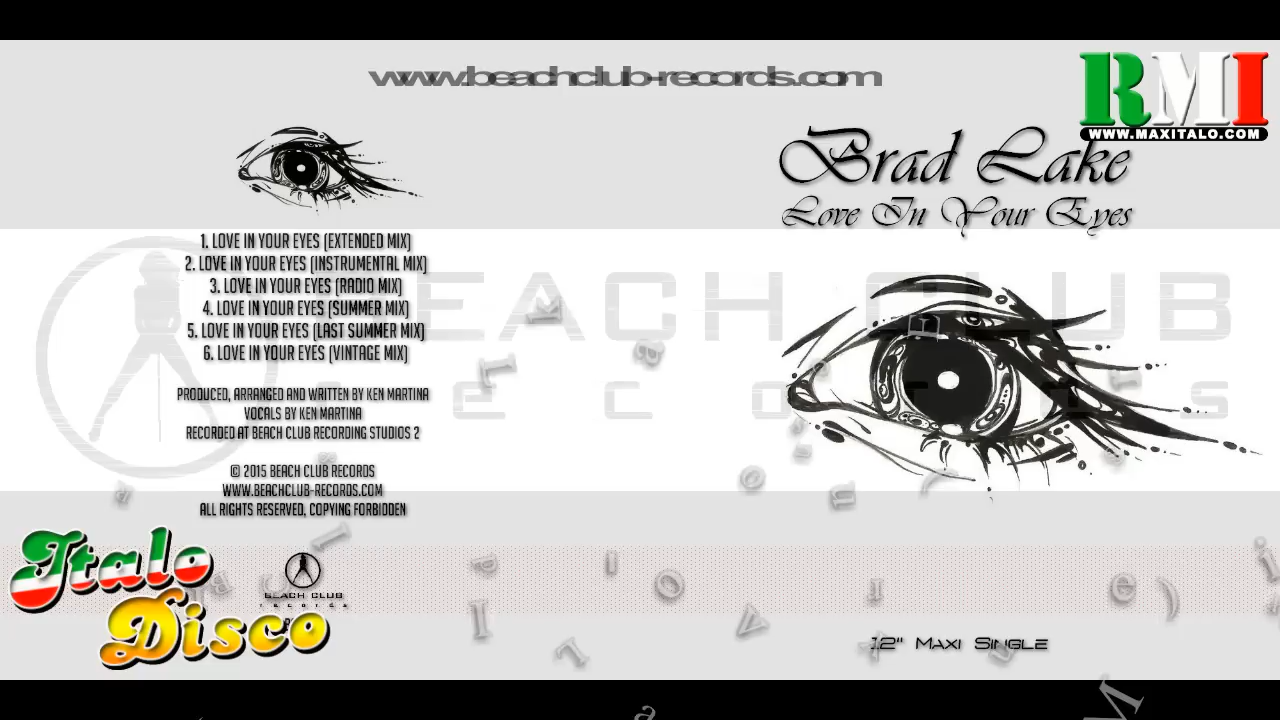 www.beachclub-records.com
RMI
WWW.MAXITALO.COM
Brad Lake
Love In Your Eyes
1. LOVE IN YOUR EYES (EXTENDED MIX)
2. LOVE IN YOUR EYES (INSTRUMENTAL MIX)
3. LOVE IN YOUR EYES (RADIO MIX)
4. LOVE IN YOUR EYES (SUMMER MIX)
5. LOVE IN YOUR EYES (LAST SUMMER MIX)
6. LOVE IN YOUR EYES (VINTAGE MIX)
PRODUCED, ARRANGED AND WRITTEN BY KEN MARTINA
VOCALS BY KEN MARTINA
RECORDED AT BEACH CLUB RECORDING STUDIOS 2
© 2015 BEACH CLUB RECORDS
WWW.BEACHCLUB-RECORDS.COM
ALL RIGHTS RESERVED, COPYING FORBIDDEN
BEACH CLUB
records
Italo
Disco
BEACH CLUB
records
12" Maxi Single